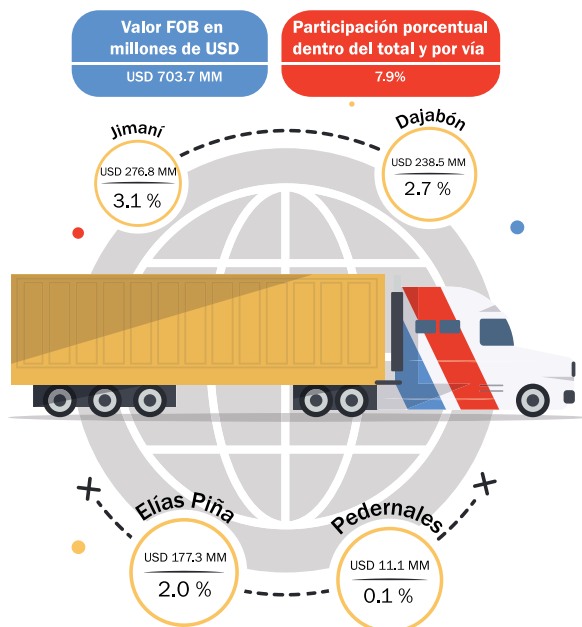 Valor FOB en
millones de USD
USD 703.7 MM
Participación porcentual
dentro del total y por vía
7.9%
Jimaní
USD 276.8 MM
3.1 %
Dajabón
USD 238.5 MM
2.7 %
Elías Piña
USD 177.3 MM
2.0 %
Pedernales
USD 11.1 MM
0.1 %